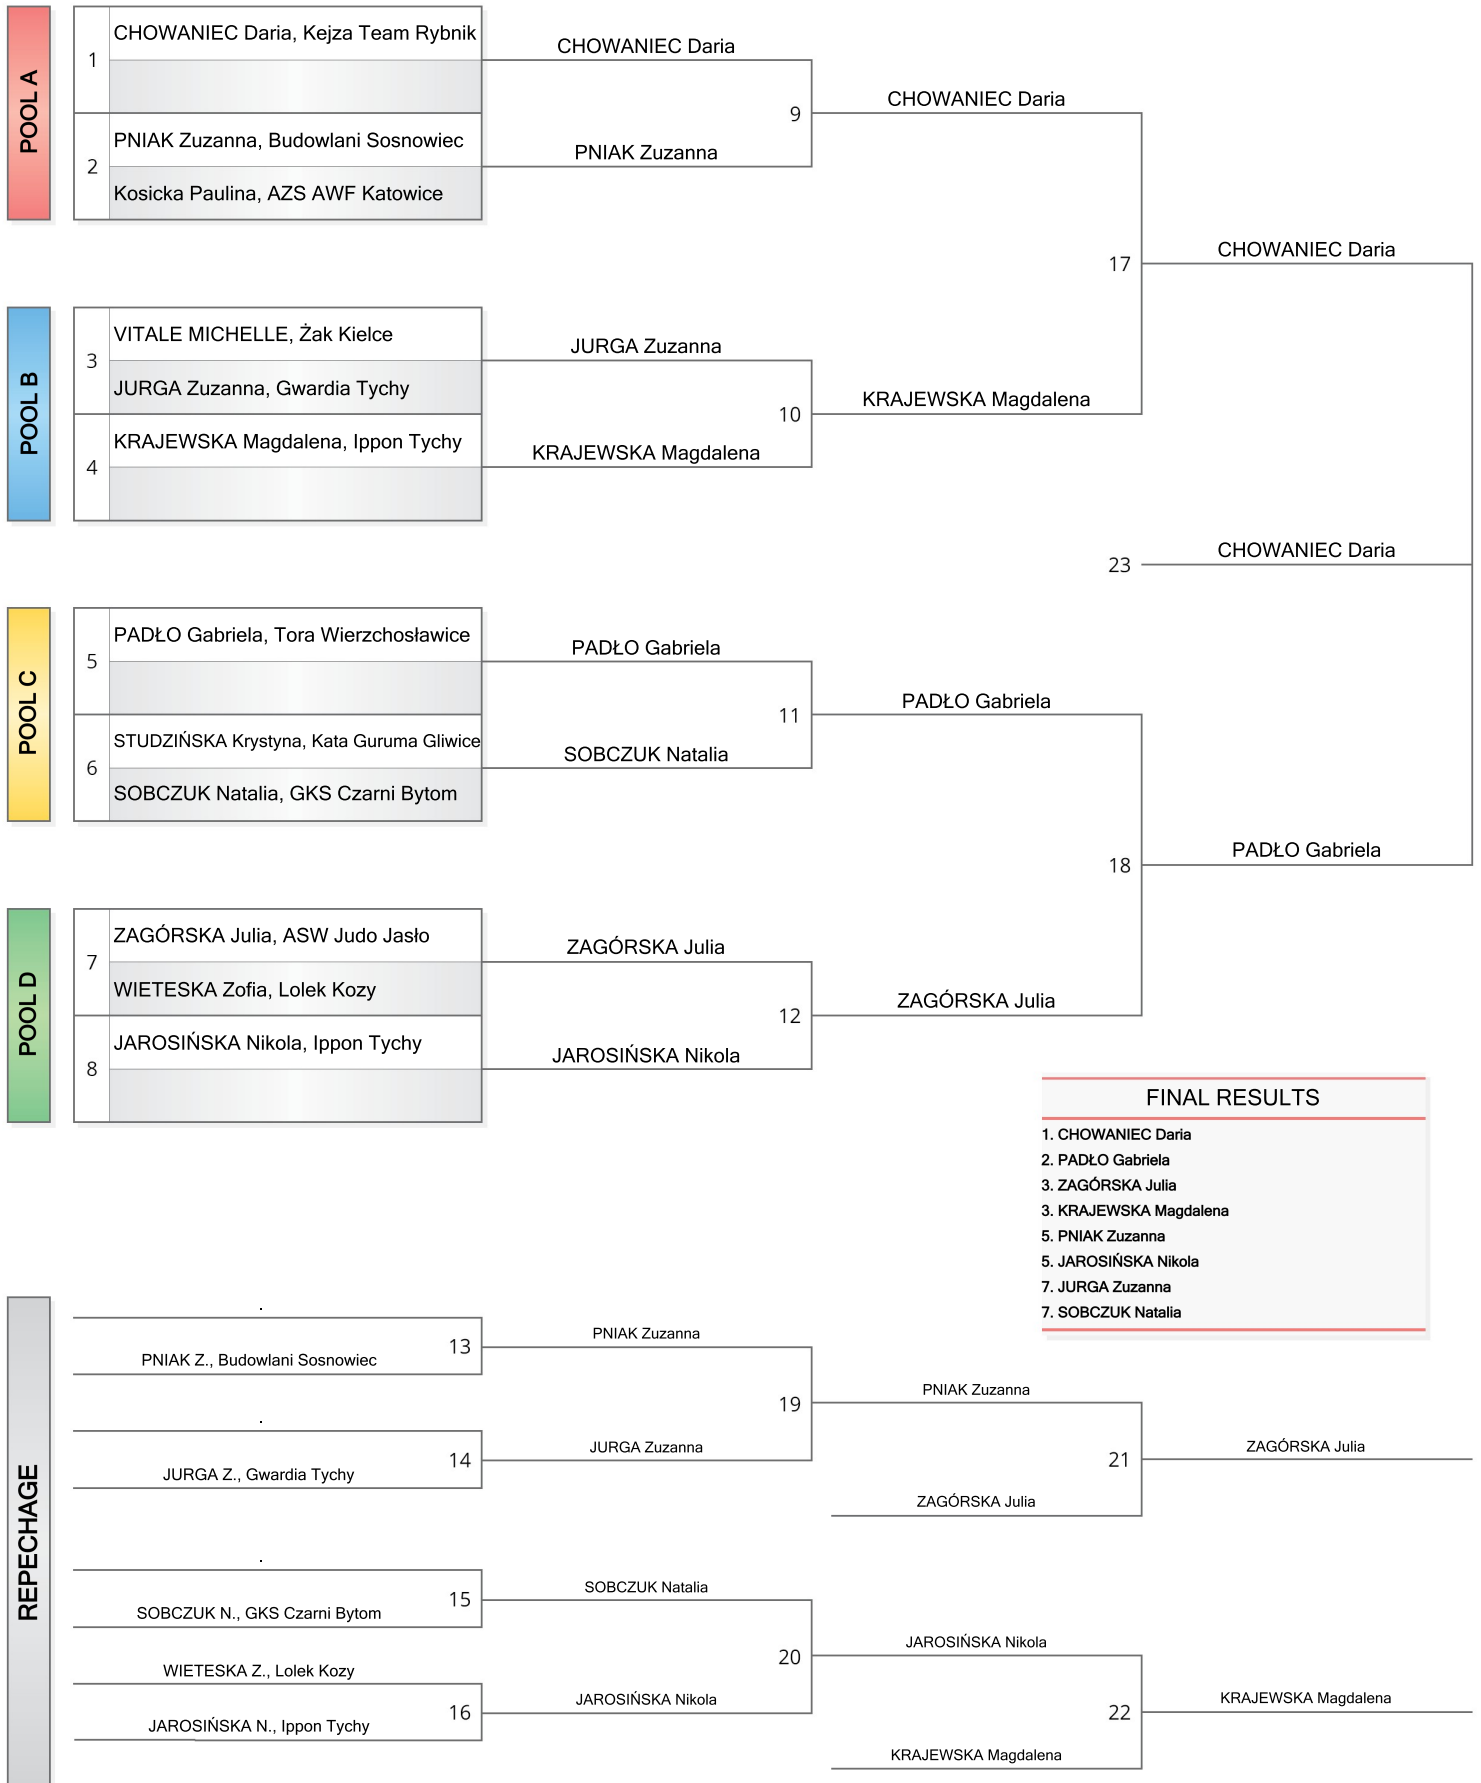 POOL A
1
CHOWANIEC Daria, Kejza Team Rybnik
2
PNIAK Zuzanna, Budowlani Sosnowiec
Kosicka Paulina, AZS AWF Katowice
CHOWANIEC Daria
PNIAK Zuzanna
9
CHOWANIEC Daria
POOL B
3
VITALE MICHELLE, Żak Kielce
JURGA Zuzanna, Gwardia Tychy
4
KRAJEWSKA Magdalena, Ippon Tychy
JURGA Zuzanna
KRAJEWSKA Magdalena
10
KRAJEWSKA Magdalena
17
CHOWANIEC Daria
23
CHOWANIEC Daria
POOL C
5
PADŁO Gabriela, Tora Wierzchosławice
6
STUDZIŃSKA Krystyna, Kata Guruma Gliwice
SOBCZUK Natalia, GKS Czarni Bytom
PADŁO Gabriela
SOBCZUK Natalia
11
PADŁO Gabriela
POOL D
7
ZAGÓRSKA Julia, ASW Judo Jasło
WIETESKA Zofia, Lolek Kozy
8
JAROSIŃSKA Nikola, Ippon Tychy
ZAGÓRSKA Julia
JAROSIŃSKA Nikola
12
ZAGÓRSKA Julia
18
PADŁO Gabriela
FINAL RESULTS
1. CHOWANIEC Daria
2. PADŁO Gabriela
3. ZAGÓRSKA Julia
3. KRAJEWSKA Magdalena
5. PNIAK Zuzanna
5. JAROSIŃSKA Nikola
7. JURGA Zuzanna
7. SOBCZUK Natalia
REPECHAGE
.
PNIAK Z., Budowlani Sosnowiec
13
PNIAK Zuzanna
.
JURGA Z., Gwardia Tychy
14
JURGA Zuzanna
19
PNIAK Zuzanna
ZAGÓRSKA Julia
21
ZAGÓRSKA Julia
.
SOBCZUK N., GKS Czarni Bytom
15
SOBCZUK Natalia
WIETESKA Z., Lolek Kozy
JAROSIŃSKA N., Ippon Tychy
16
JAROSIŃSKA Nikola
20
JAROSIŃSKA Nikola
KRAJEWSKA Magdalena
22
KRAJEWSKA Magdalena